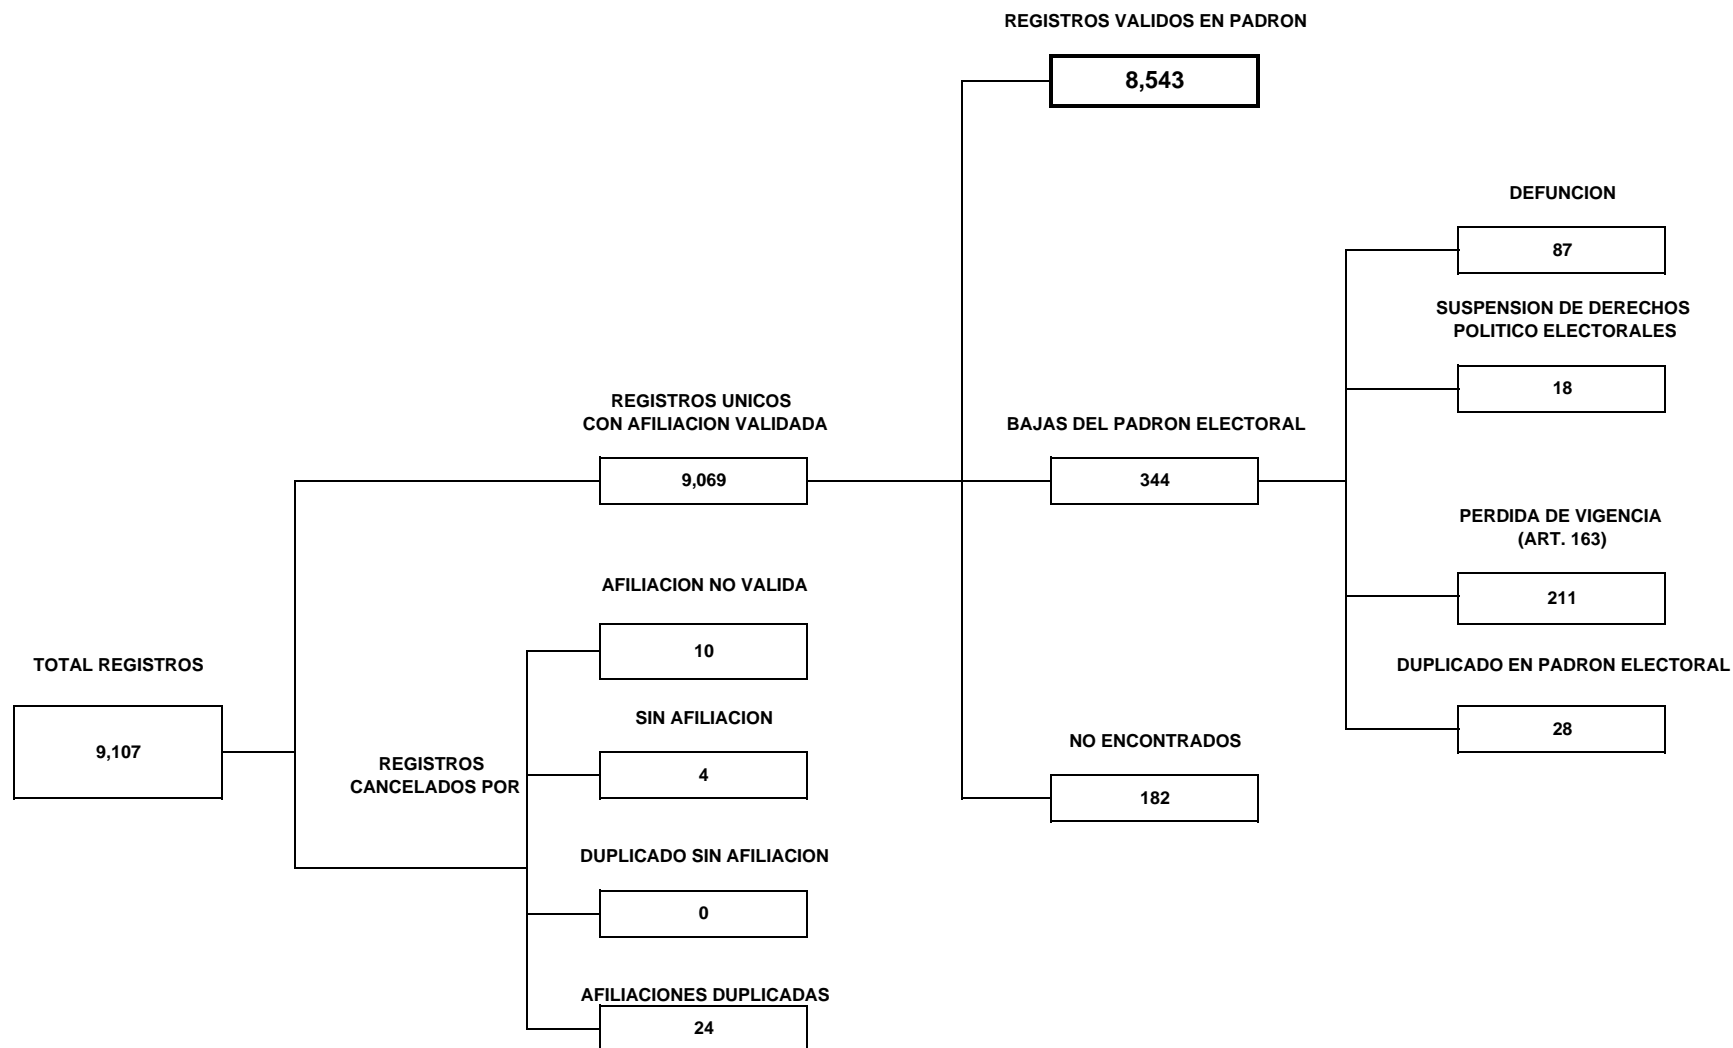 REGISTROS VALIDOS EN PADRON
8,543
DEFUNCION
87
SUSPENSION DE DERECHOS
POLITICO ELECTORALES
18
REGISTROS UNICOS
CON AFILIACION VALIDADA
9,069
BAJAS DEL PADRON ELECTORAL
344
PERDIDA DE VIGENCIA
(ART. 163)
211
AFILIACION NO VALIDA
10
TOTAL REGISTROS
9,107
DUPLICADO EN PADRON ELECTORAL
28
SIN AFILIACION
4
NO ENCONTRADOS
182
REGISTROS
CANCELADOS POR
DUPLICADO SIN AFILIACION
0
AFILIACIONES DUPLICADAS
24